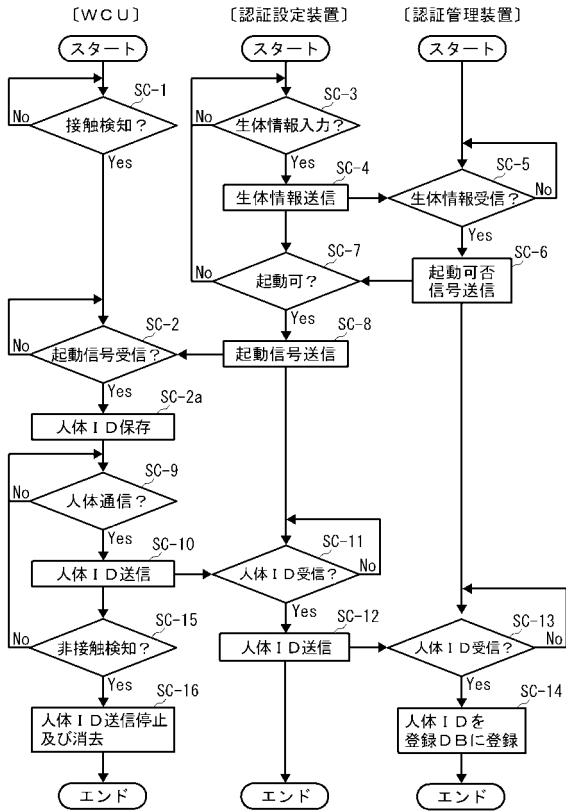 〔WCU〕
〔認証設定装置〕
〔認証管理装置〕
スタート
スタート
スタート
SC-1
接触検知？
No
Yes
SC-3
生体情報入力？
No
Yes
SC-4
生体情報送信
SC-5
生体情報受信？
No
Yes
SC-6
起動可否
信号送信
SC-7
起動可？
No
Yes
SC-8
起動信号送信
SC-2
起動信号受信？
No
Yes
SC-2a
人体ＩＤ保存
SC-9
人体通信？
No
Yes
SC-10
人体ＩＤ送信
SC-11
人体ID受信？
No
Yes
SC-12
人体ＩＤ送信
SC-13
人体ID受信？
No
Yes
SC-14
人体ＩＤを
登録ＤＢに登録
SC-15
非接触検知？
No
Yes
SC-16
人体ＩＤ送信停止
及び消去
エンド
エンド
エンド